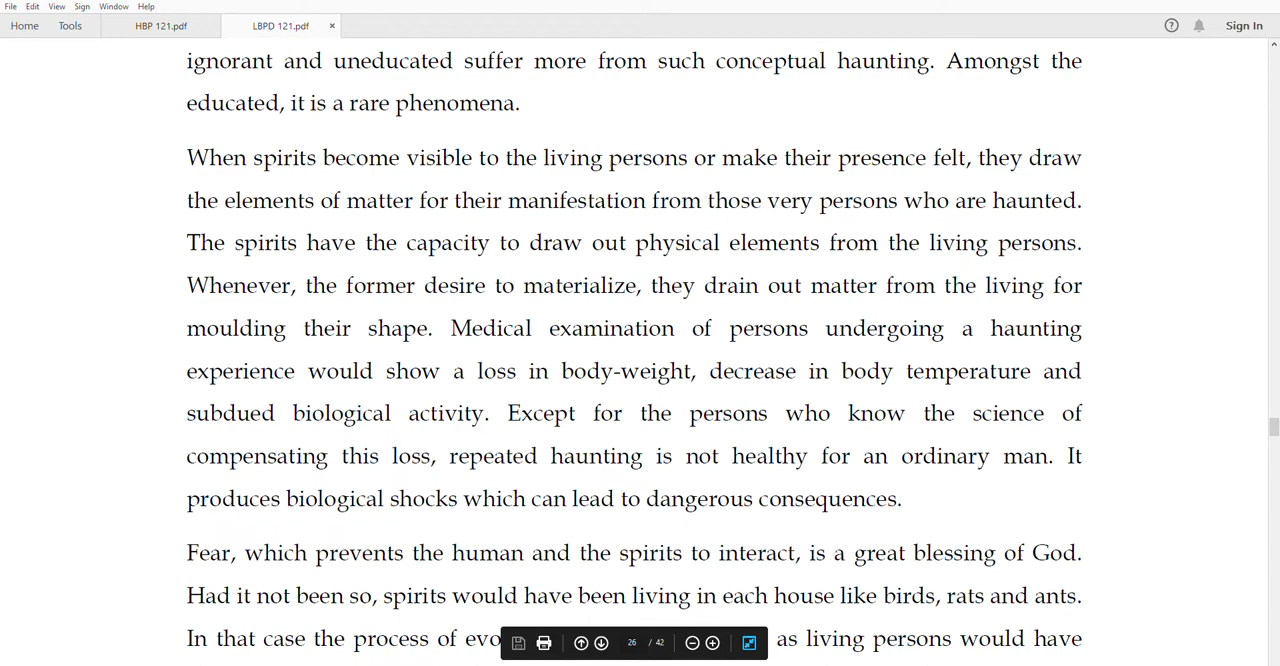 File Edit View Sign Window Help
Home Tools HBP 121.pdf LBPD 121.pdf × ? Sign In
ignorant and uneducated suffer more from such conceptual haunting. Amongst the
educated, it is a rare phenomena.
When spirits become visible to the living persons or make their presence felt, they draw
the elements of matter for their manifestation from those very persons who are haunted.
The spirits have the capacity to draw out physical elements from the living persons.
Whenever, the former desire to materialize, they drain out matter from the living for
moulding their shape. Medical examination of persons undergoing a haunting
experience would show a loss in body-weight, decrease in body temperature and
subdued biological activity. Except for the persons who know the science of
compensating this loss, repeated haunting is not healthy for an ordinary man. It
produces biological shocks which can lead to dangerous consequences.
Fear, which prevents the human and the spirits to interact, is a great blessing of God.
Had it not been so, spirits would have been living in each house like birds, rats and ants.
In that case the process of evo as living persons would have
26 / 42